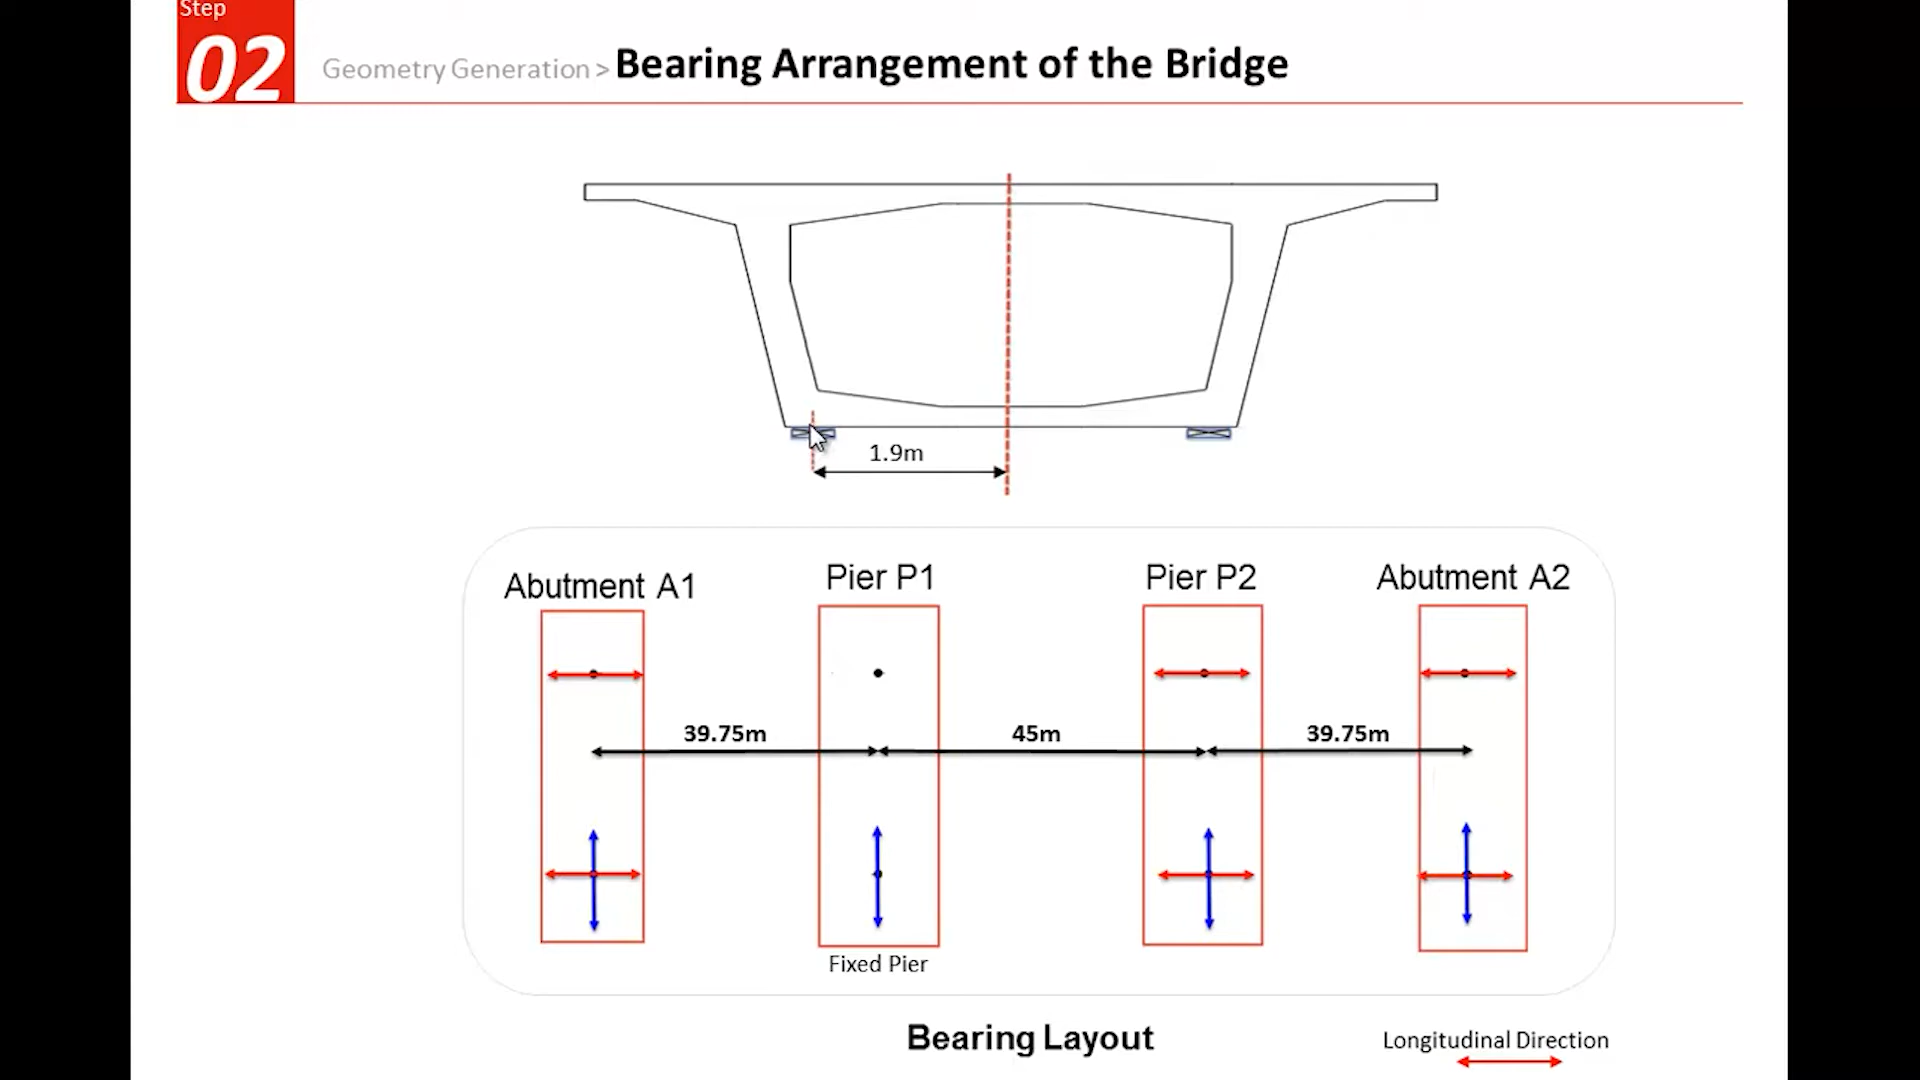 Step
02
Geometry Generation > Bearing Arrangement of the Bridge
1.9m
Abutment A1
Pier P1
Pier P2
Abutment A2
39.75m
45m
39.75m
Fixed Pier
Bearing Layout
Longitudinal Direction